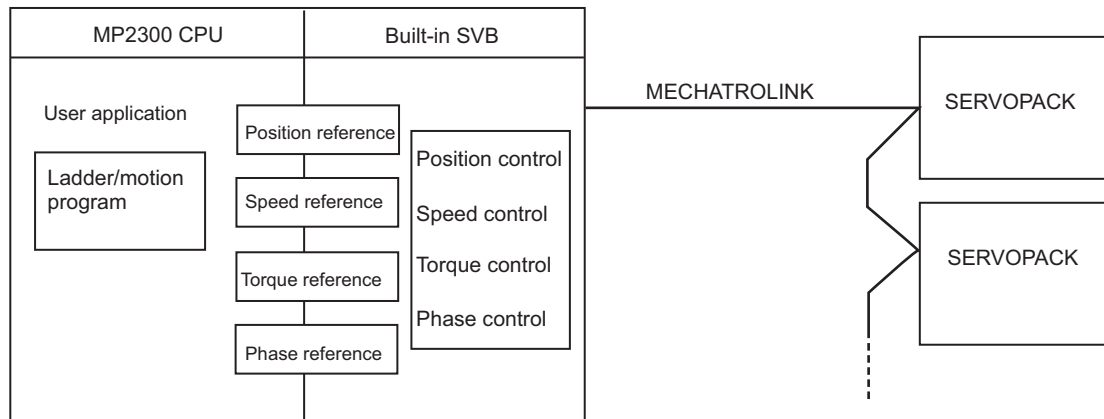 MP2300 CPU
Built-in SVB
User application
Ladder/motion
program
Position reference
Speed reference
Torque reference
Phase reference
Position control
Speed control
Torque control
Phase control
MECHATROLINK
SERVOPACK
SERVOPACK